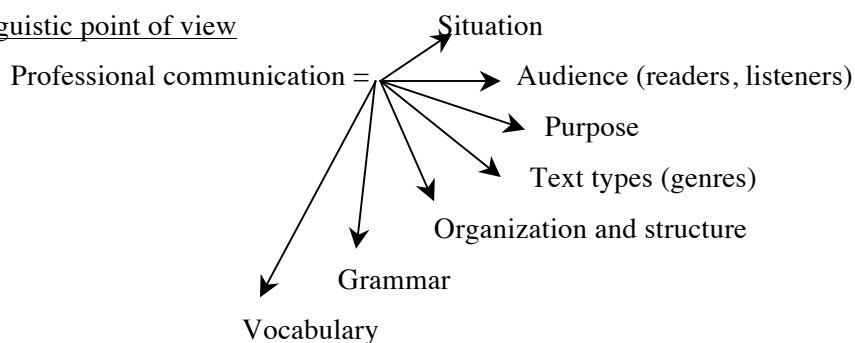 guistic point of view
Situation
Professional communication =
Audience (readers, listeners)
Purpose
Text types (genres)
Organization and structure
Grammar
Vocabulary